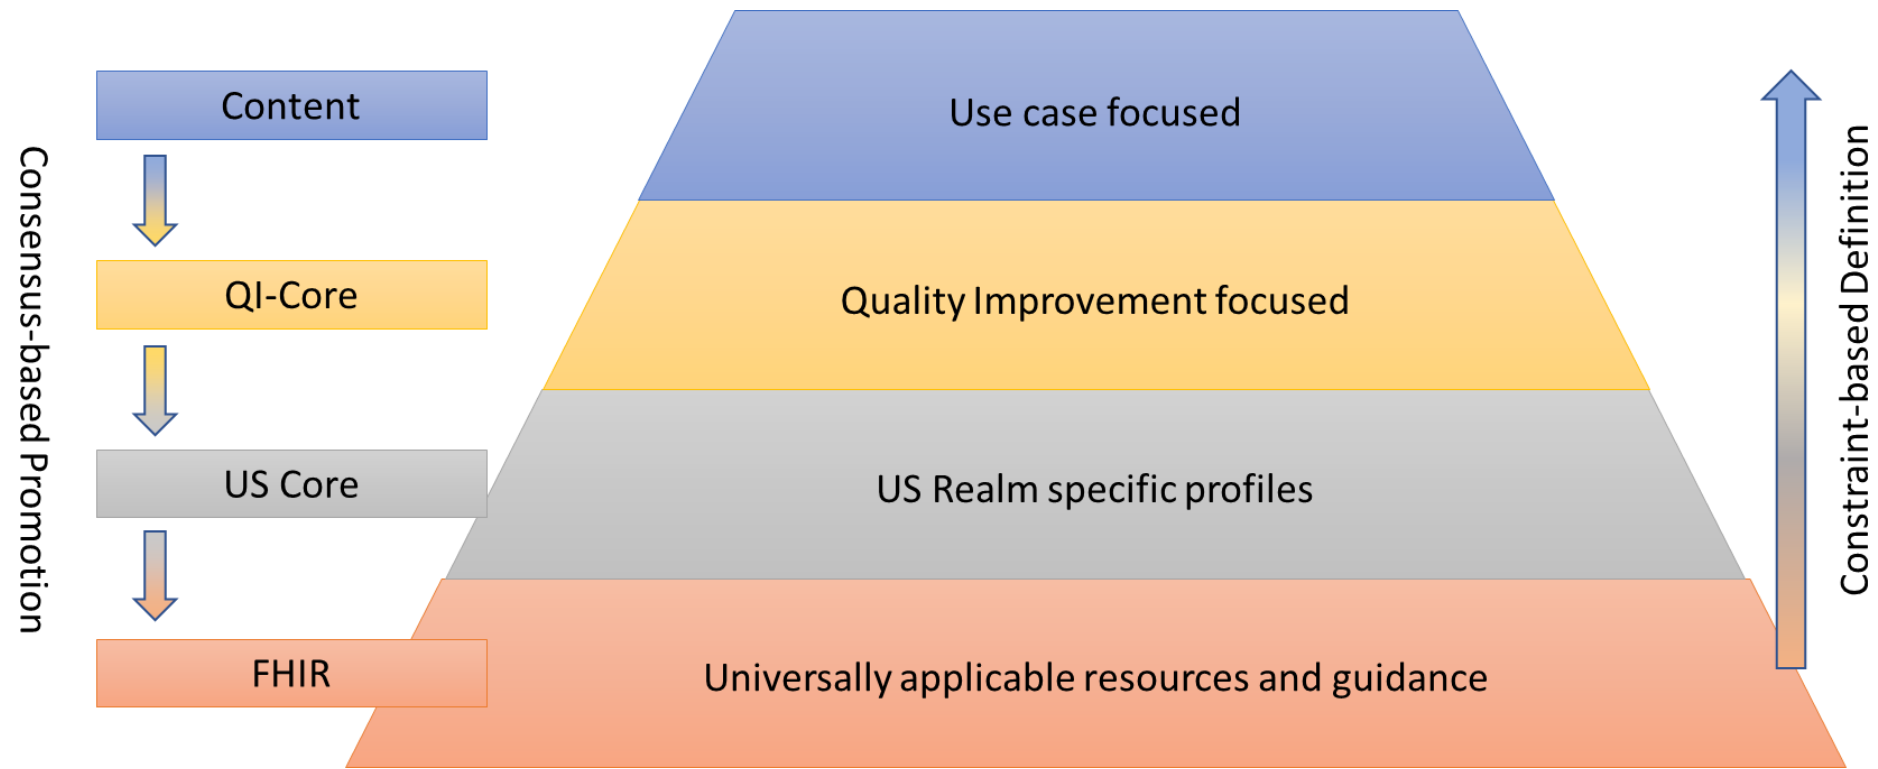 Consensus-based Promotion
Content
Use case focused
QI-Core
Quality Improvement focused
US Core
US Realm specific profiles
FHIR
Universally applicable resources and guidance
Constraint-based Definition